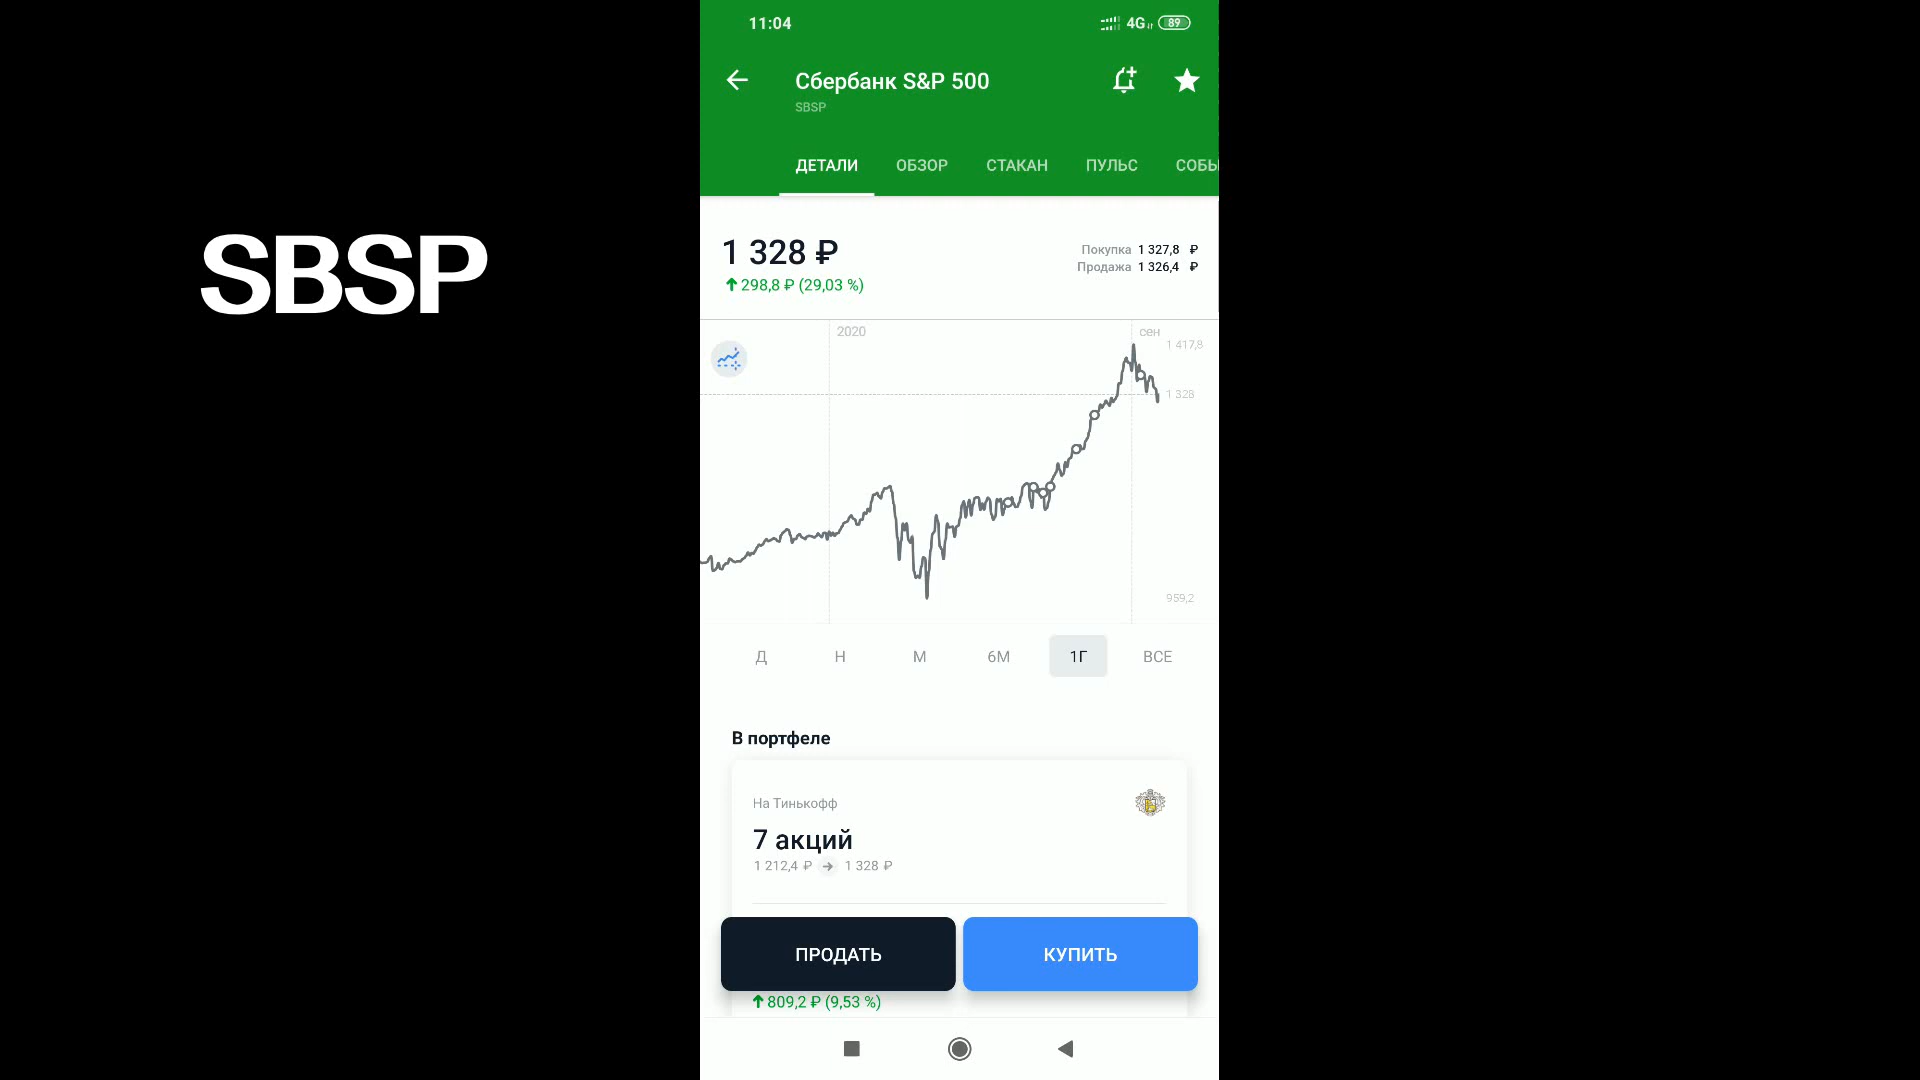 SBSP
11:04
4G
89
Сбербанк S&P 500
SBSP
ДЕТАЛИ ОБЗОР СТАКАН ПУЛЬС СОБЫ
1 328 ₽
298,8 ₽ (29,03 %)
Покупка 1 327,8 ₽
Продажа 1 326,4 ₽
2020
сен
1 417,8
1 328
959,2
Д Н М 6М 1Г ВСЕ
В портфеле
На Тинькофф
7 акций
1 212,4 ₽ → 1 328 ₽
ПРОДАТЬ КУПИТЬ
809,2 ₽ (9,53 %)